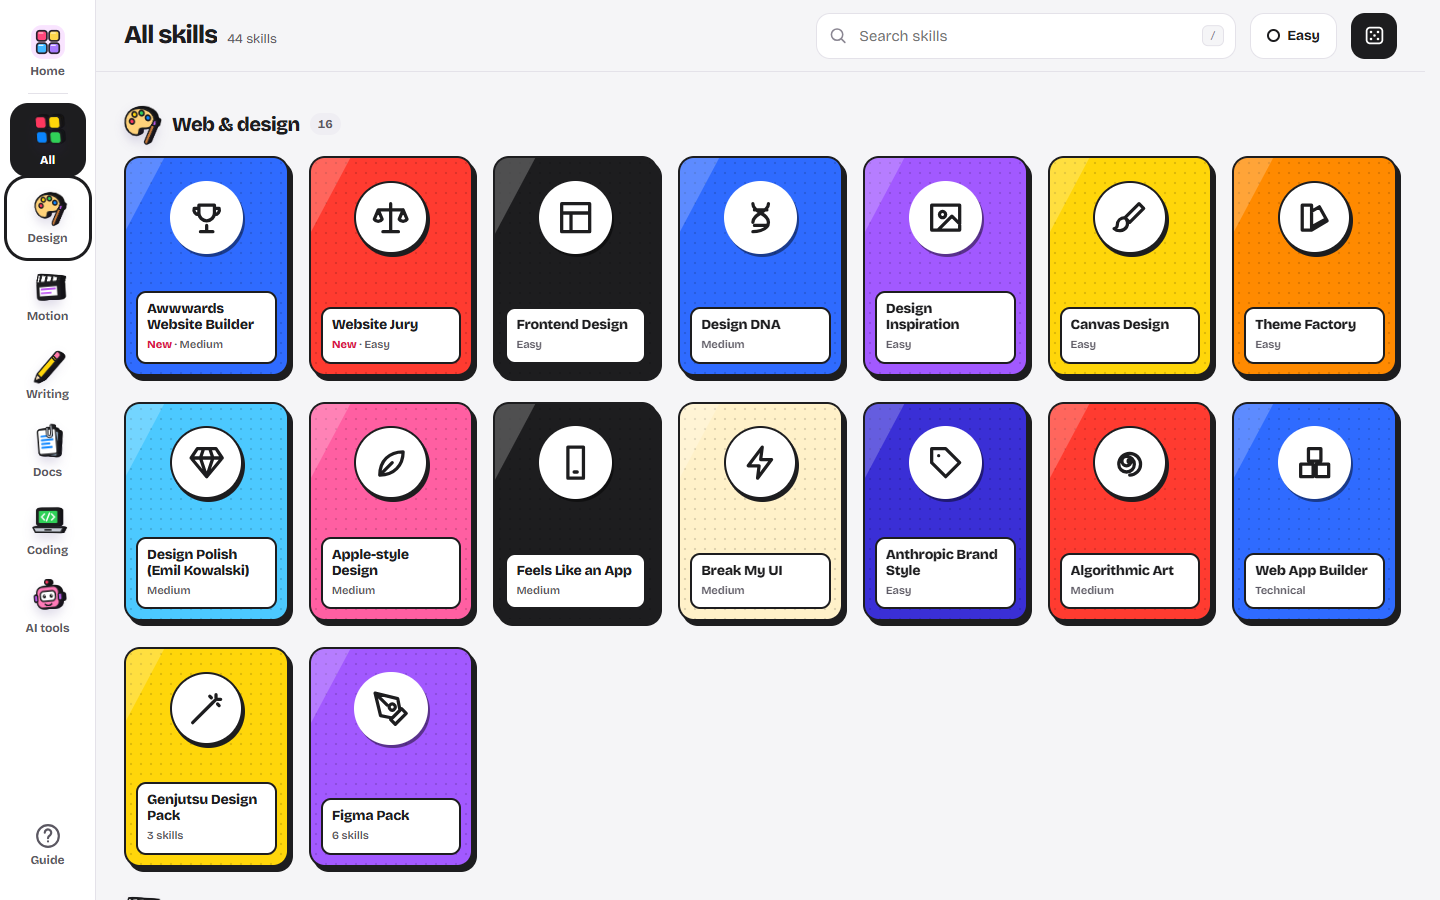 Home
All
Design
Motion
Writing
Docs
Coding
AI tools
Guide
All skills 44 skills
Search skills /
Easy
Web & design 16
Awwwards
Website Builder
New · Medium
Website Jury
New · Easy
Frontend Design
Easy
Design DNA
Medium
Design
Inspiration
Easy
Canvas Design
Easy
Theme Factory
Easy
Design Polish
(Emil Kowalski)
Medium
Apple-style
Design
Medium
Feels Like an App
Medium
Break My UI
Medium
Anthropic Brand
Style
Easy
Algorithmic Art
Medium
Web App Builder
Technical
Genjutsu Design
Pack
3 skills
Figma Pack
6 skills